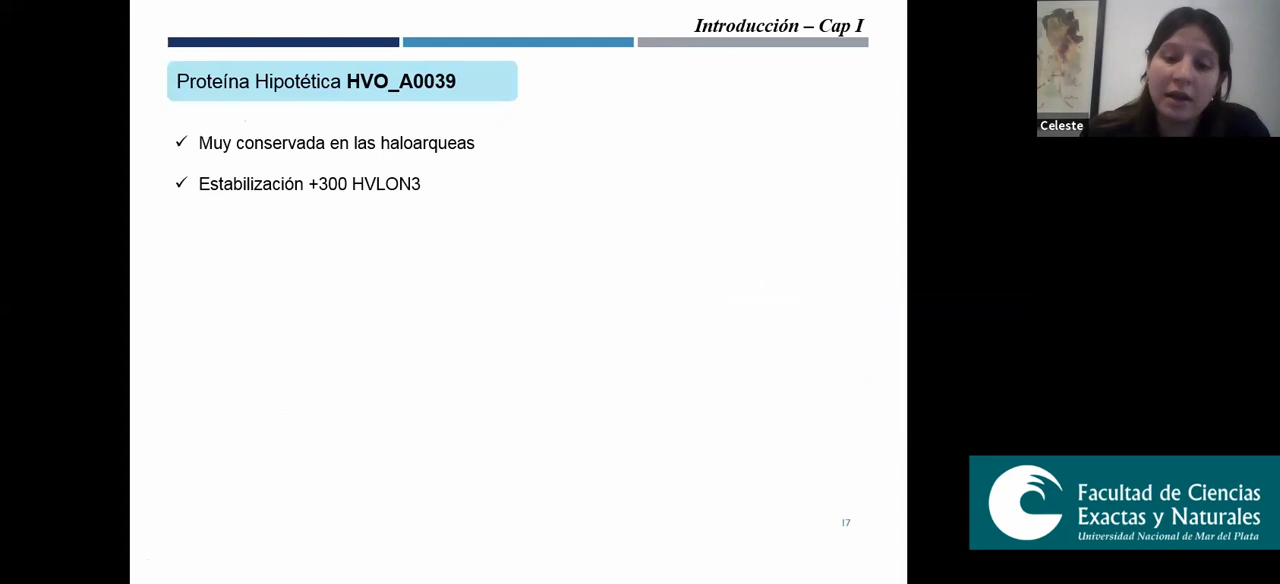 Introducción – Cap I
Proteína Hipotética HVO_A0039
✓ Muy conservada en las haloarqueas
✓ Estabilización +300 HVLON3
17
Celeste
Facultad de Ciencias
Exactas y Naturales
Universidad Nacional de Mar del Plata